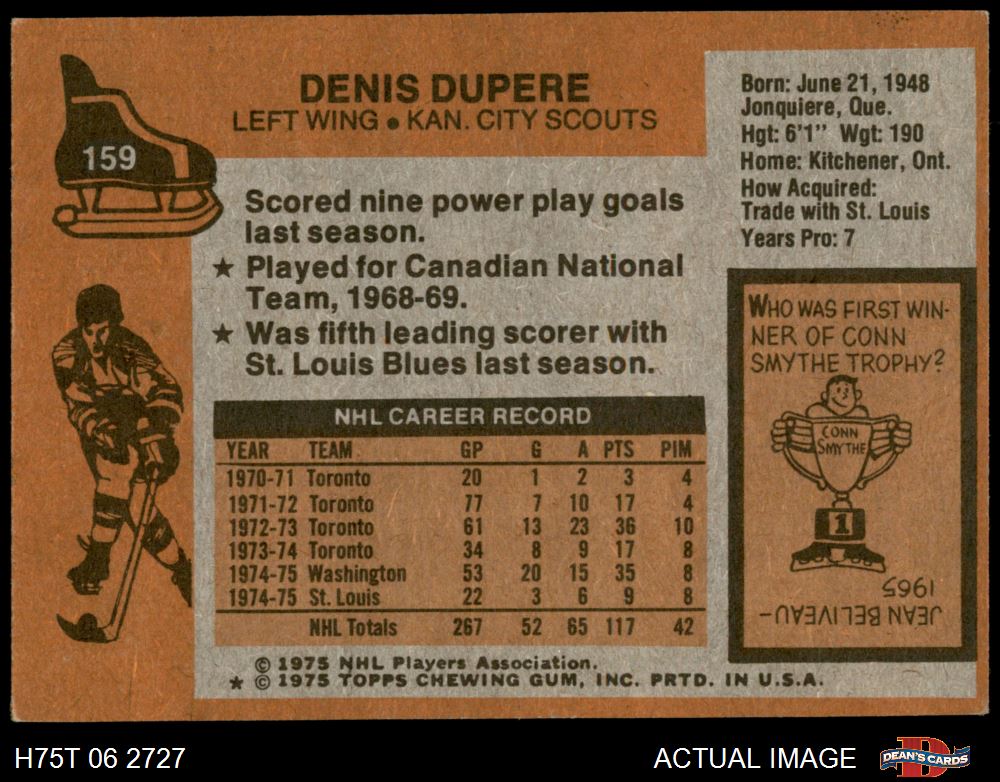 159
DENIS DUPERE
LEFT WING • KAN. CITY SCOUTS
Born: June 21, 1948
Jonquiere, Que.
Hgt: 6'1" Wgt: 190
Home: Kitchener, Ont.
How Acquired:
Trade with St. Louis
Years Pro: 7
Scored nine power play goals
last season.
★ Played for Canadian National
Team, 1968-69.
★ Was fifth leading scorer with
St. Louis Blues last season.
NHL CAREER RECORD
YEAR TEAM GP G A PTS PIM
1970-71 Toronto 20 1 2 3 4
1971-72 Toronto 77 7 10 17 4
1972-73 Toronto 61 13 23 36 10
1973-74 Toronto 34 8 9 17 8
1974-75 Washington 53 20 15 35 8
1974-75 St. Louis 22 3 6 9 8
NHL Totals 267 52 65 117 42
WHO WAS FIRST WIN-
NER OF CONN
SMYTHE TROPHY?
CONN
SMYTHE
1
JEAN BELIVEAU-
1965
© 1975 NHL Players Association.
★ © 1975 TOPPS CHEWING GUM, INC. PRTD. IN U.S.A.
H75T 06 2727
ACTUAL IMAGE
D
DEAN'S CARDS